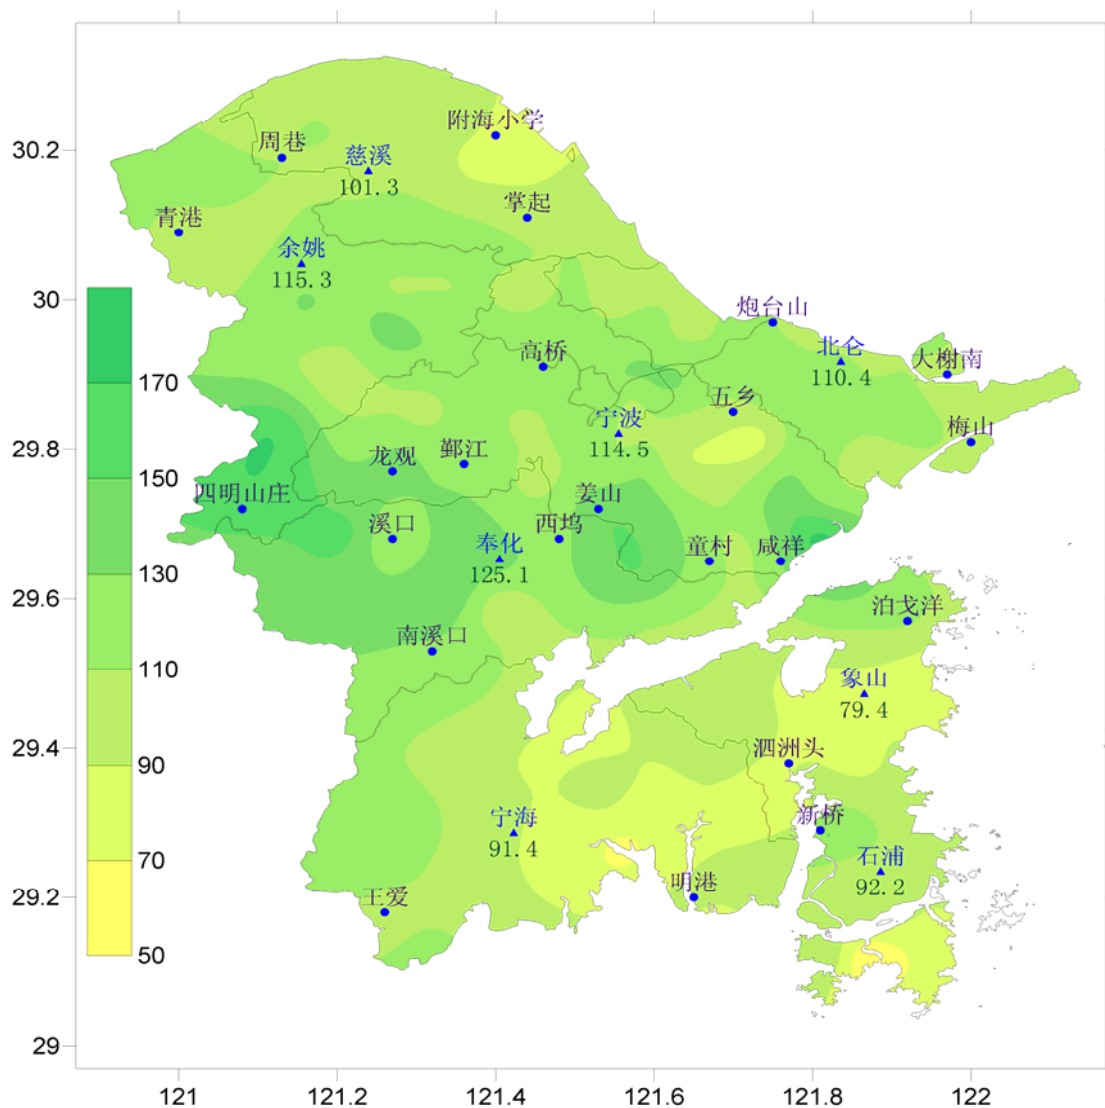 附海小学
30.2
周巷
慈溪
101.3
掌起
青港
余姚
115.3
30
炮台山
北仑
110.4
大榭南
高桥
170
五乡
宁波
114.5
梅山
29.8
龙观
鄞江
150
四明山庄
姜山
溪口
西坞
奉化
125.1
童村
咸祥
130
29.6
泊戈洋
南溪口
110
象山
79.4
29.4
泗洲头
90
宁海
91.4
新桥
70
石浦
92.2
29.2
王爱
明港
50
29
121
121.2
121.4
121.6
121.8
122